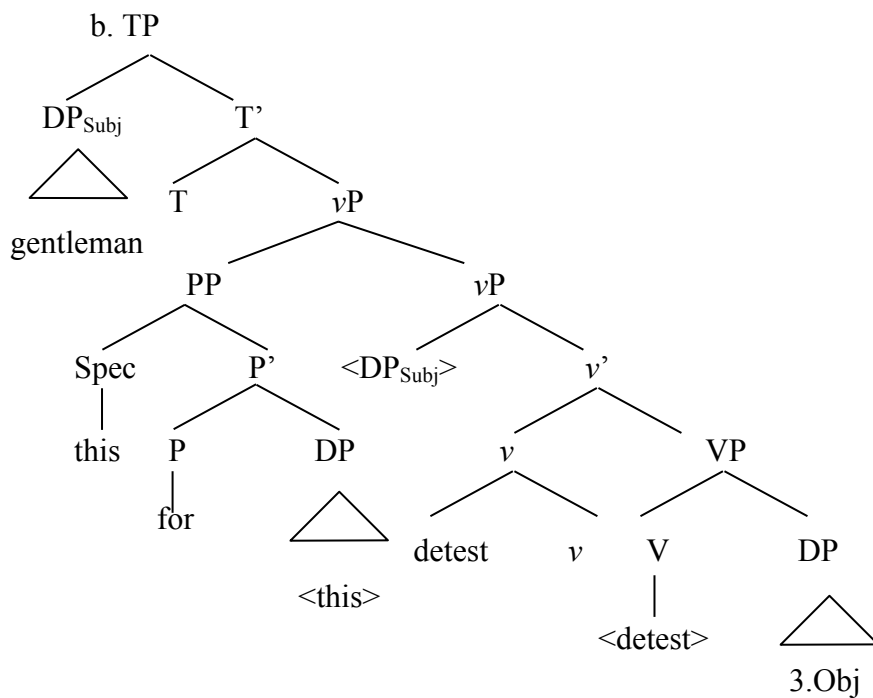 b. TP
DPSubj T’
T vP
gentleman
PP vP
Spec P’ <DPSubj> v’
this P DP v VP
for
detest v V DP
<this>
<detest>
3.Obj